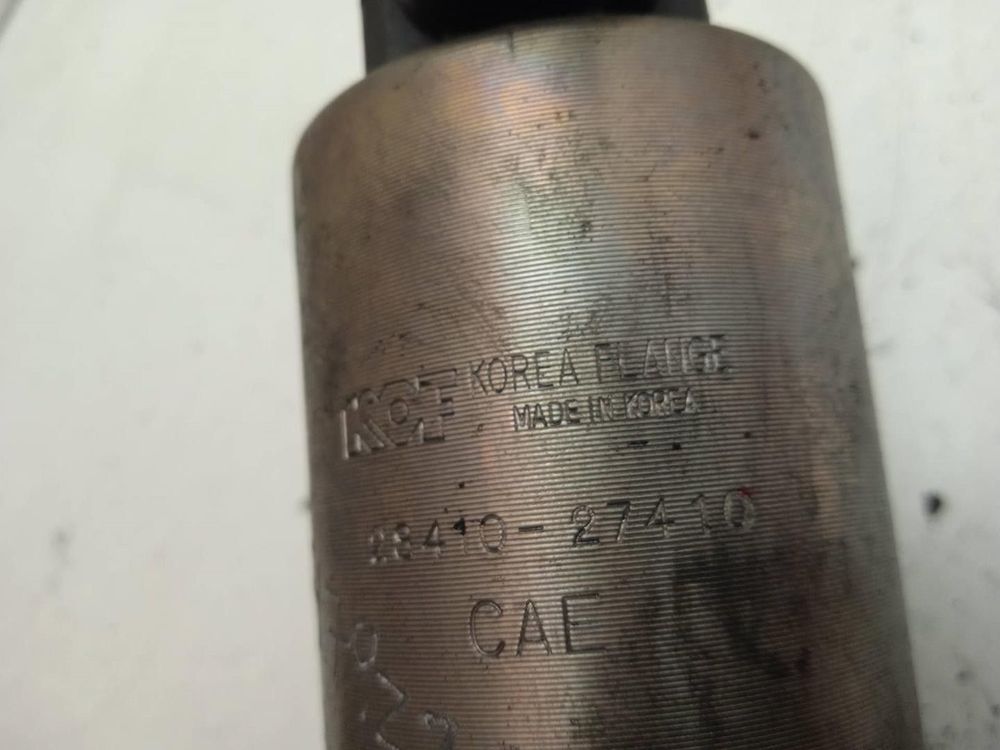 KOF KOREA FLANGE
MADE IN KOREA
28410-27410
CAE